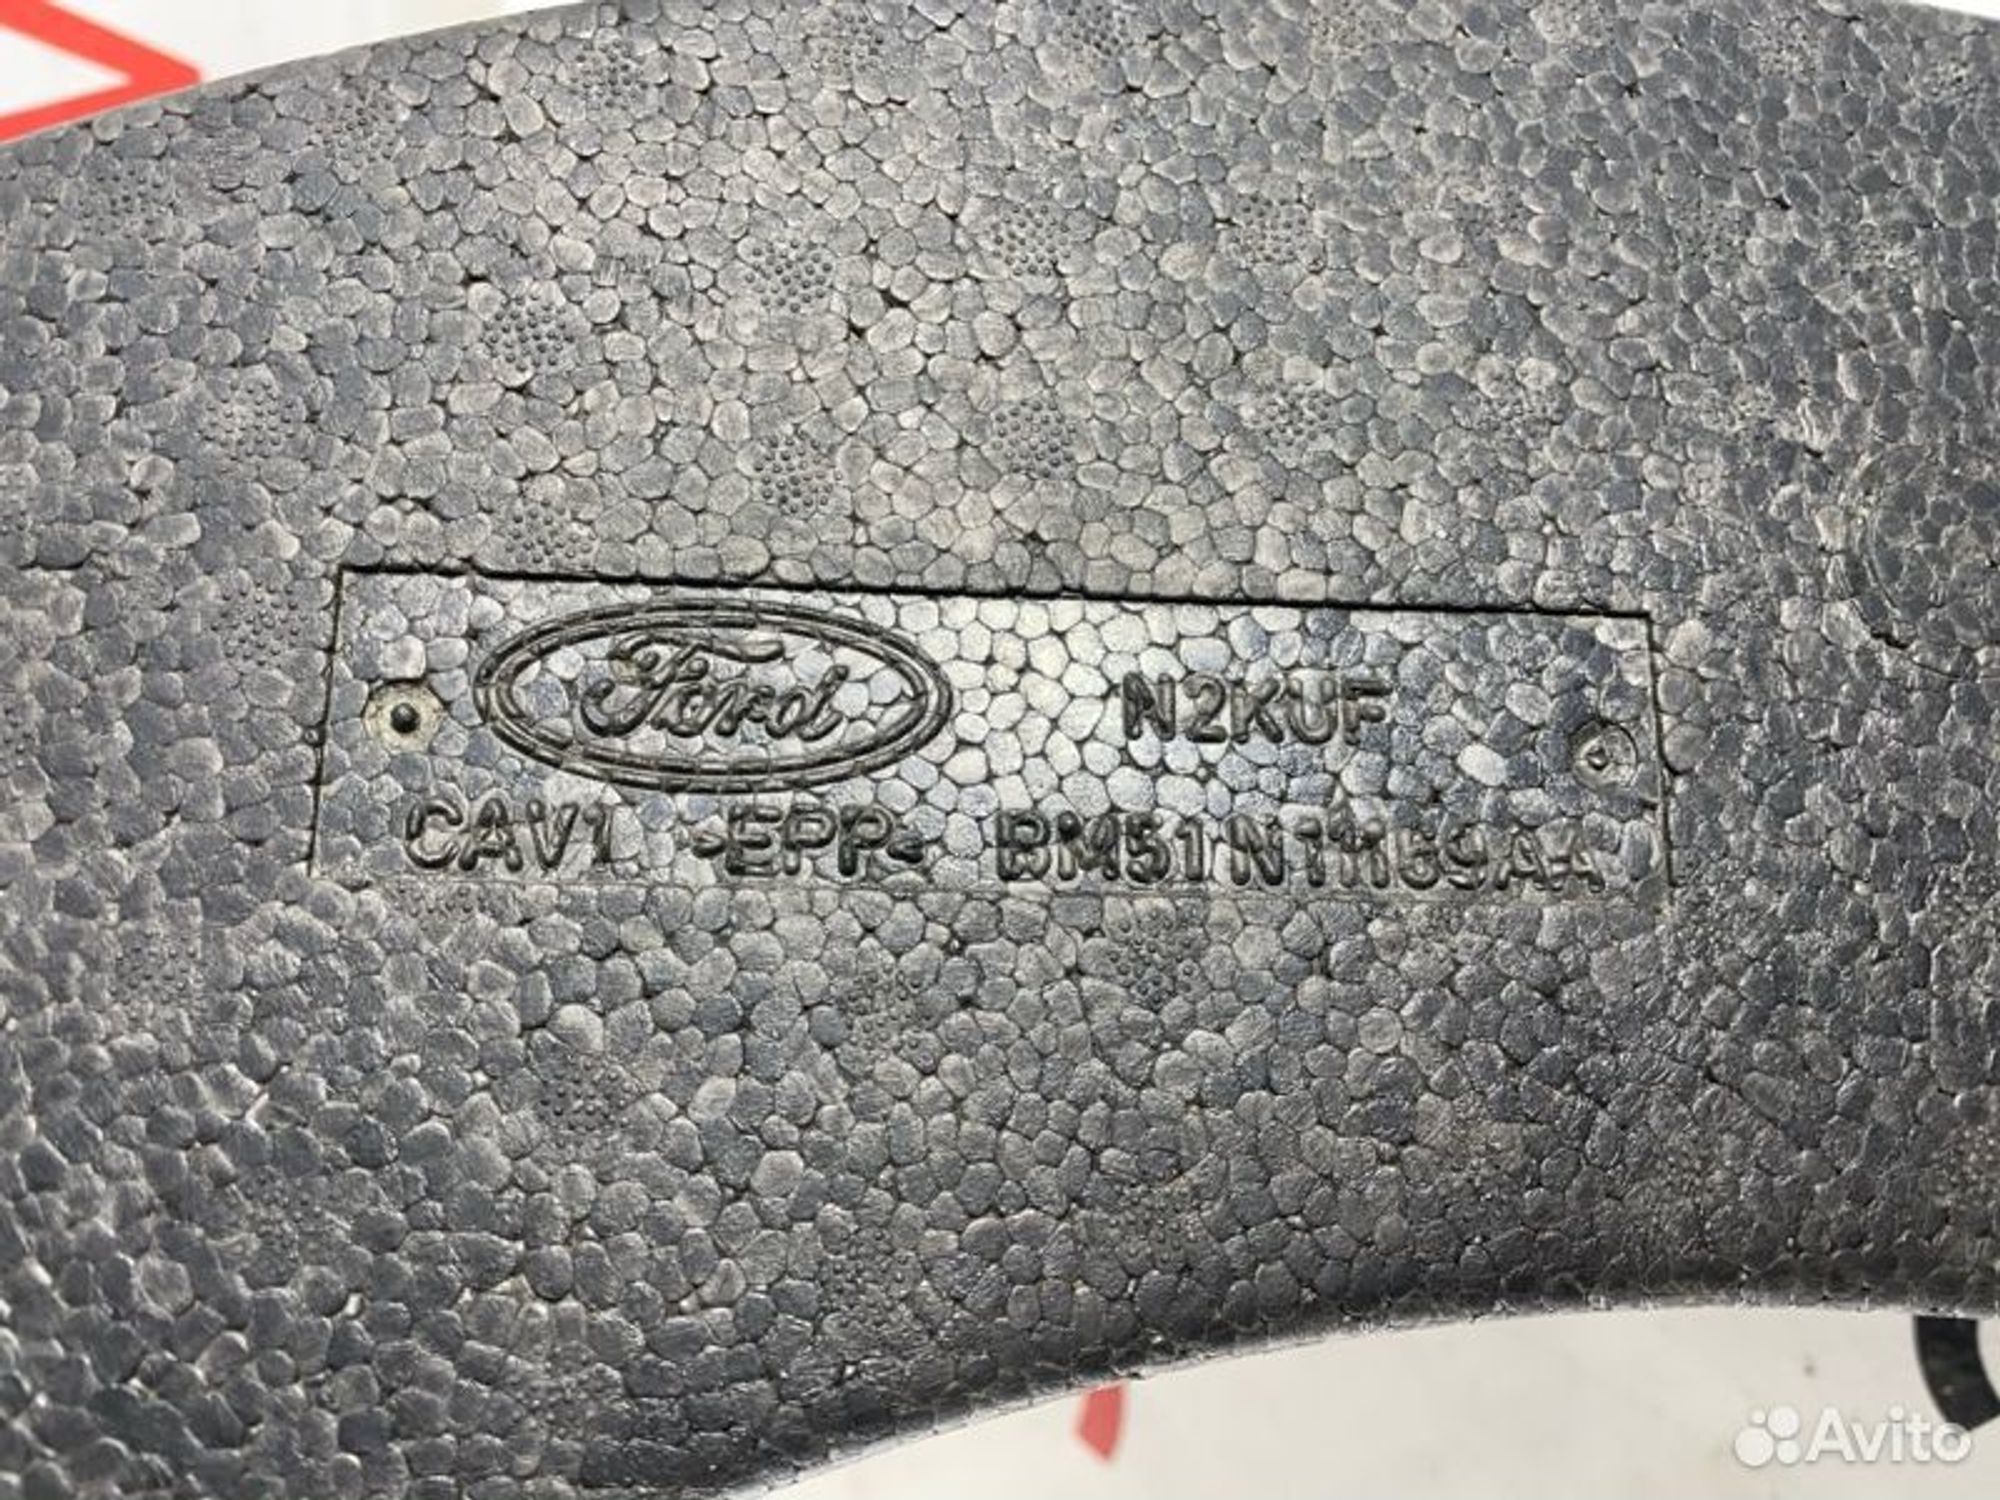 Ford N2KUF
CAV1 >EPP< BM51N11169AA
Avito